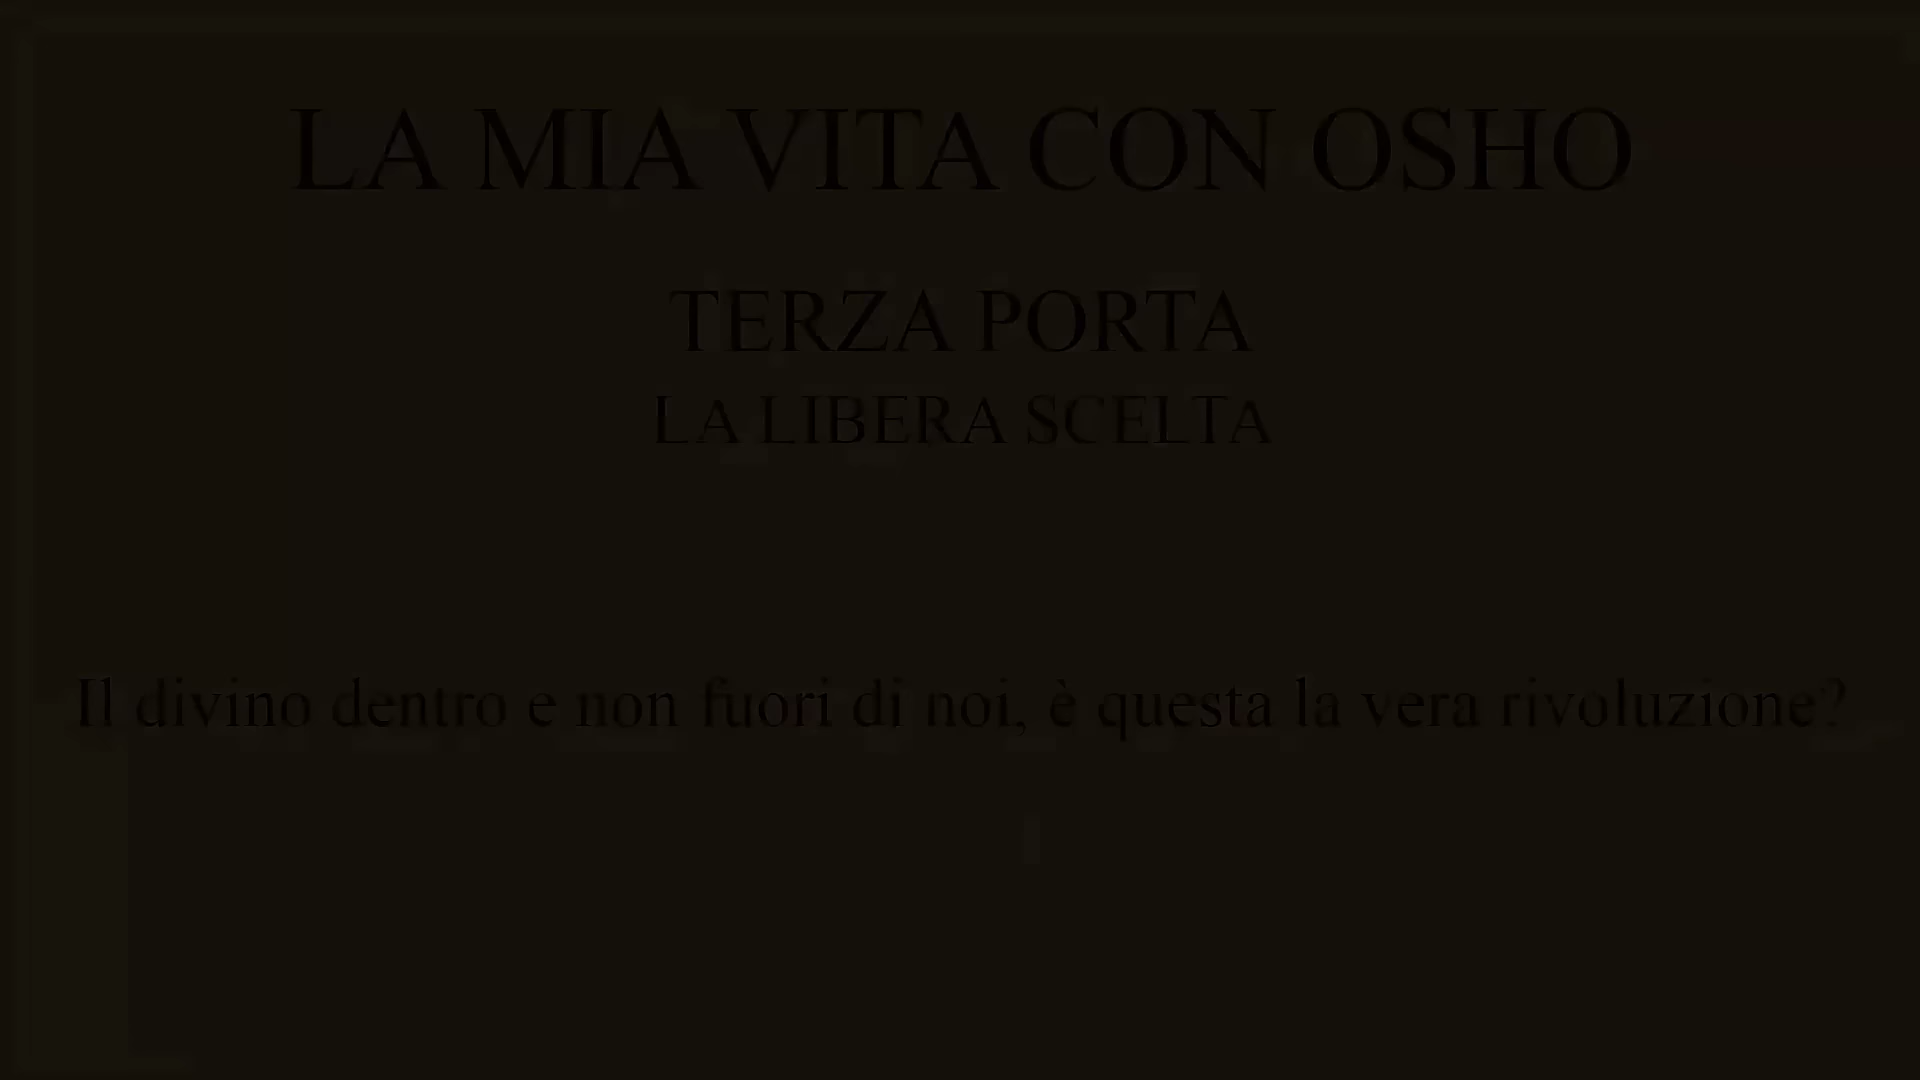 LA MIA VITA CON OSHO
TERZA PORTA
LA LIBERA SCELTA
Il divino dentro e non fuori di noi, è questa la vera rivoluzione?